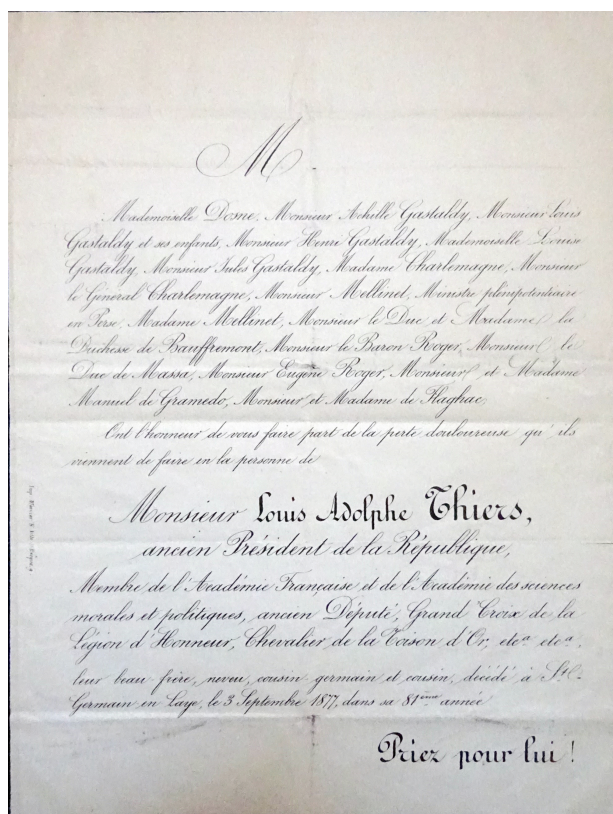 M
Mademoiselle Dosne, Monsieur Achille Gastaldy, Monsieur Louis
Gastaldy et ses enfants, Monsieur Henri Gastaldy, Mademoiselle Louise
Gastaldy, Monsieur Jules Gastaldy, Madame Charlemagne, Monsieur
le Général Charlemagne, Monsieur Mellinet, Ministre plénipotentiaire
en Perse, Madame Mellinet, Monsieur le Duc et Madame la
Duchesse de Bauffremont, Monsieur le Baron Roger, Monsieur le
Duc de Massa, Monsieur Eugène Roger, Monsieur et Madame
Manuel de Gramedo, Monsieur et Madame de Flaghac,
Ont l'honneur de vous faire part de la perte douloureuse qu'ils
viennent de faire en la personne de
Monsieur Louis Adolphe Thiers,
ancien Président de la République,
Membre de l'Académie Française et de l'Académie des sciences
morales et politiques, ancien Député, Grand Croix de la
Légion d'Honneur, Chevalier de la Toison d'Or, etcª etcª,
leur beau frère, neveu, cousin germain et cousin, décédé à St
Germain en Laye, le 3 Septembre 1877, dans sa 81ème année
Priez pour lui !